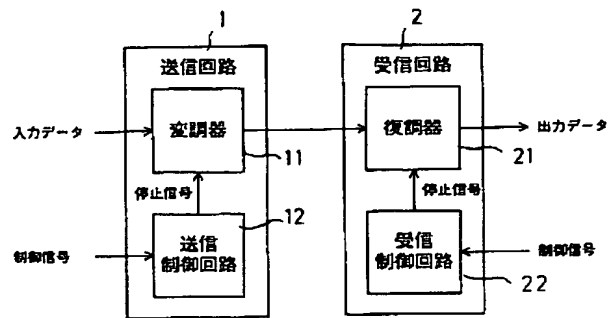 1
送信回路
入力データ
変調器
11
停止信号
12
制御信号
送信
制御回路
2
受信回路
復調器
出力データ
21
停止信号
受信
制御回路
制御信号
22